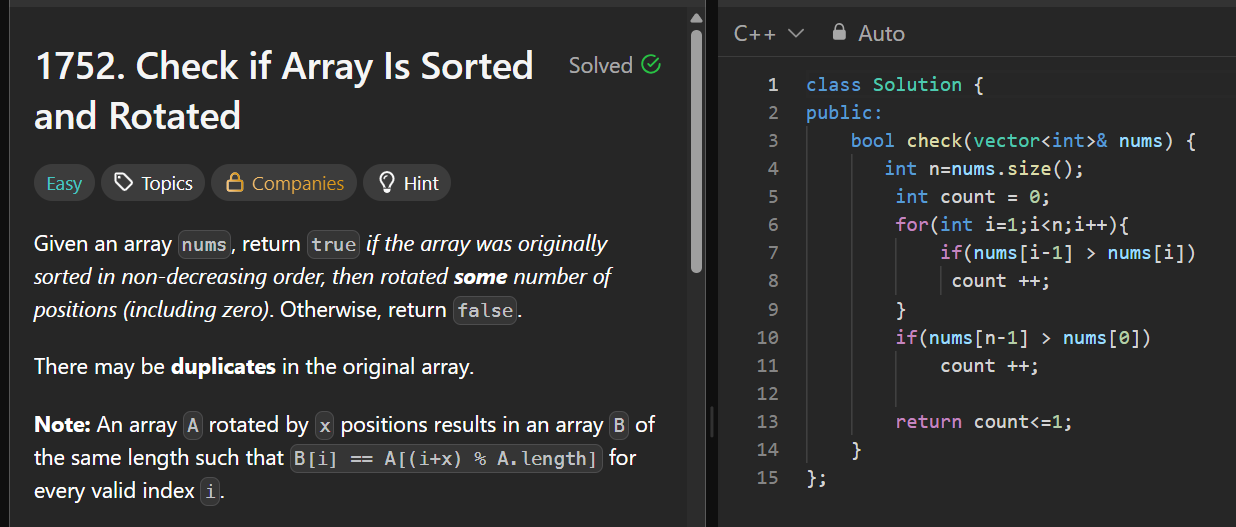 1752. Check if Array Is Sorted
and Rotated
Solved
Easy
Topics
Companies
Hint
Given an array nums, return true if the array was originally
sorted in non-decreasing order, then rotated some number of
positions (including zero). Otherwise, return false.
There may be duplicates in the original array.
Note: An array A rotated by x positions results in an array B of
the same length such that B[i] == A[(i+x) % A.length] for
every valid index i.
C++
Auto
1 class Solution {
2 public:
3 bool check(vector<int>& nums) {
4 int n=nums.size();
5 int count = 0;
6 for(int i=1;i<n;i++){
7 if(nums[i-1] > nums[i])
8 count ++;
9 }
10 if(nums[n-1] > nums[0])
11 count ++;
12
13 return count<=1;
14 }
15 };